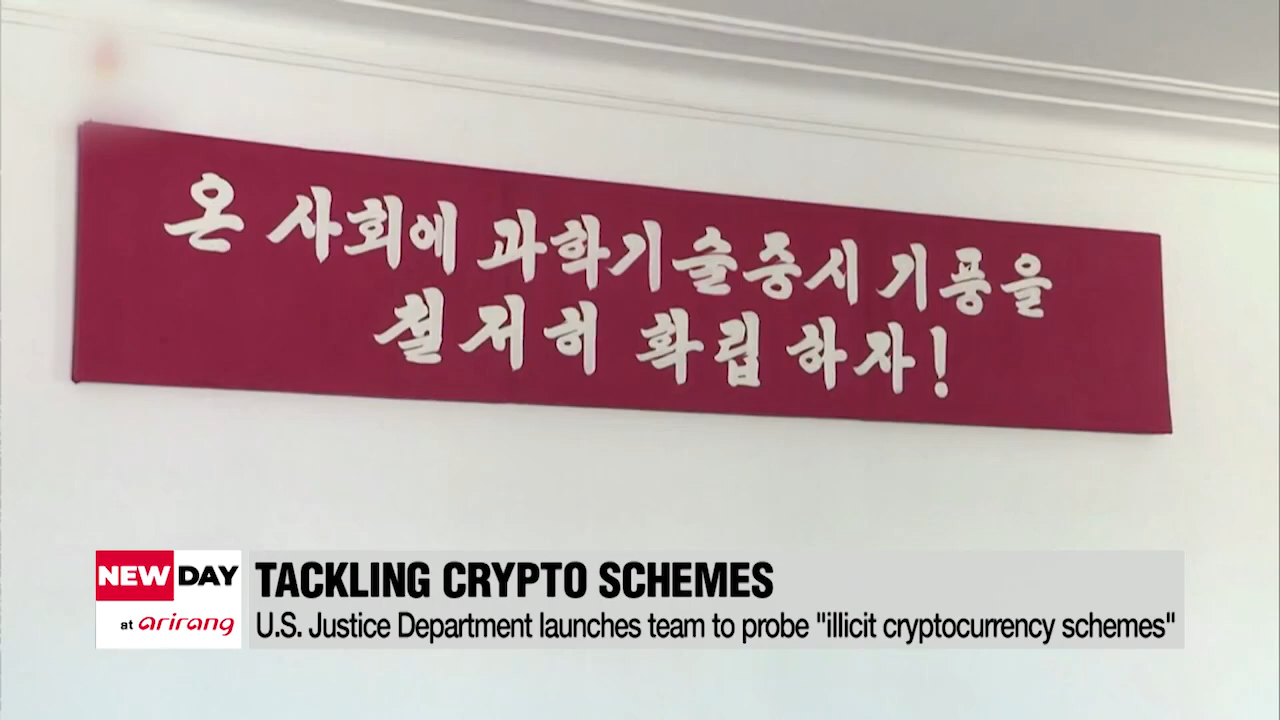 온 사회에 과학기술중시 기풍을
철저히 확립하자!
NEW DAY
at arirang
TACKLING CRYPTO SCHEMES
U.S. Justice Department launches team to probe "illicit cryptocurrency schemes"